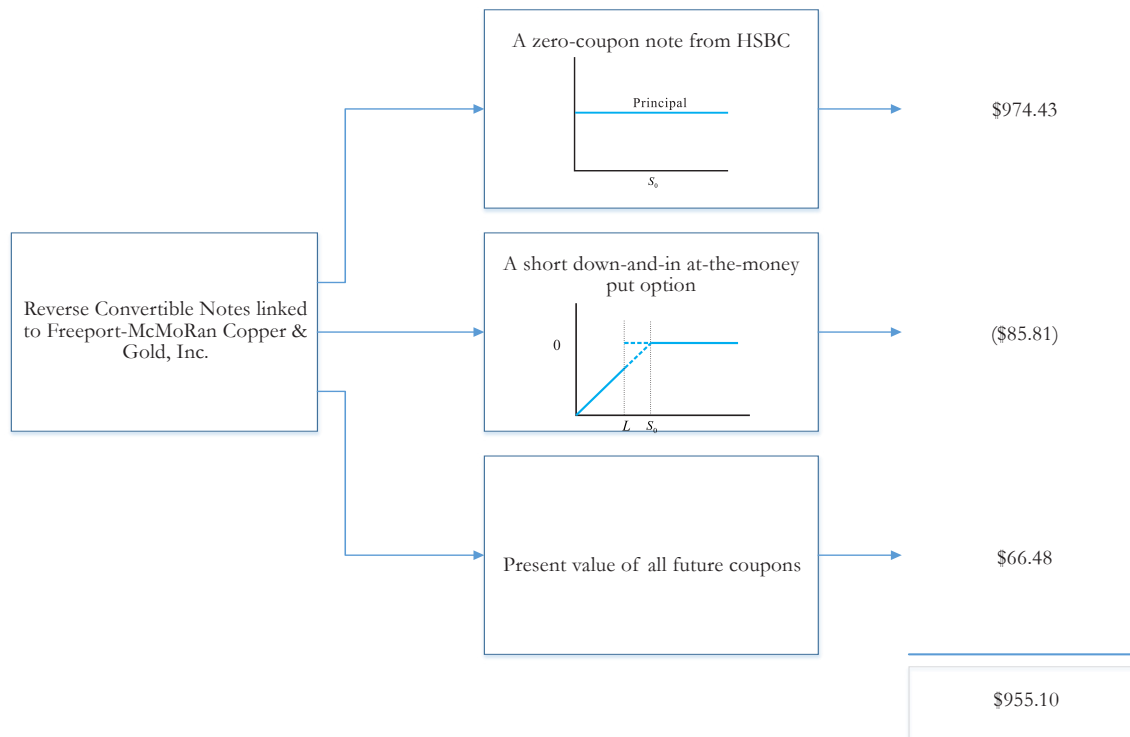 Reverse Convertible Notes linked
to Freeport-McMoRan Copper &
Gold, Inc.
A zero-coupon note from HSBC
Principal
S₀
$974.43
A short down-and-in at-the-money
put option
0
L S₀
($85.81)
Present value of all future coupons
$66.48
$955.10